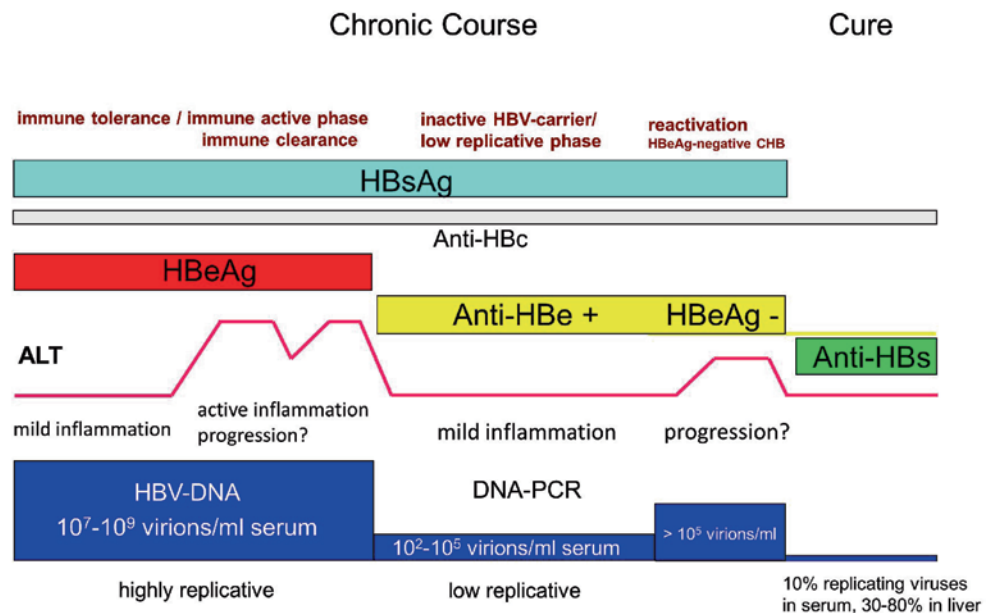 Chronic Course
Cure
immune tolerance / immune active phase
immune clearance
inactive HBV-carrier/
low replicative phase
reactivation
HBeAg-negative CHB
HBsAg
Anti-HBc
HBeAg
Anti-HBe +
HBeAg -
ALT
Anti-HBs
mild inflammation
active inflammation
progression?
mild inflammation
progression?
HBV-DNA
10⁷-10⁹ virions/ml serum
DNA-PCR
10²-10⁵ virions/ml serum
> 10⁵ virions/ml
highly replicative
low replicative
10% replicating viruses
in serum, 30-80% in liver